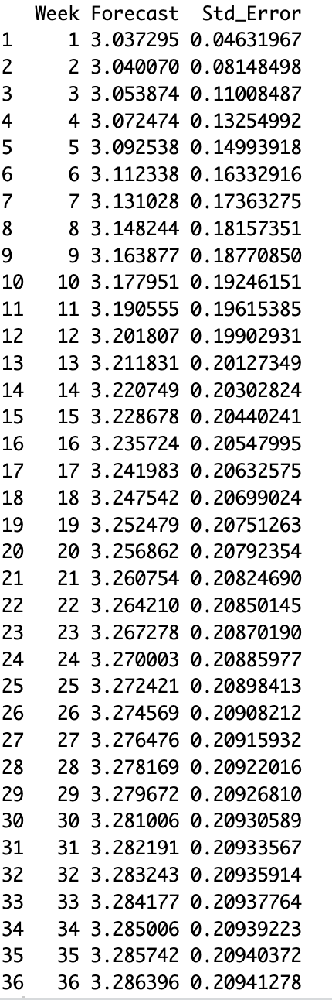 Week Forecast Std_Error
1 1 3.037295 0.04631967
2 2 3.040070 0.08148498
3 3 3.053874 0.11008487
4 4 3.072474 0.13254992
5 5 3.092538 0.14993918
6 6 3.112338 0.16332916
7 7 3.131028 0.17363275
8 8 3.148244 0.18157351
9 9 3.163877 0.18770850
10 10 3.177951 0.19246151
11 11 3.190555 0.19615385
12 12 3.201807 0.19902931
13 13 3.211831 0.20127349
14 14 3.220749 0.20302824
15 15 3.228678 0.20440241
16 16 3.235724 0.20547995
17 17 3.241983 0.20632575
18 18 3.247542 0.20699024
19 19 3.252479 0.20751263
20 20 3.256862 0.20792354
21 21 3.260754 0.20824690
22 22 3.264210 0.20850145
23 23 3.267278 0.20870190
24 24 3.270003 0.20885977
25 25 3.272421 0.20898413
26 26 3.274569 0.20908212
27 27 3.276476 0.20915932
28 28 3.278169 0.20922016
29 29 3.279672 0.20926810
30 30 3.281006 0.20930589
31 31 3.282191 0.20933567
32 32 3.283243 0.20935914
33 33 3.284177 0.20937764
34 34 3.285006 0.20939223
35 35 3.285742 0.20940372
36 36 3.286396 0.20941278